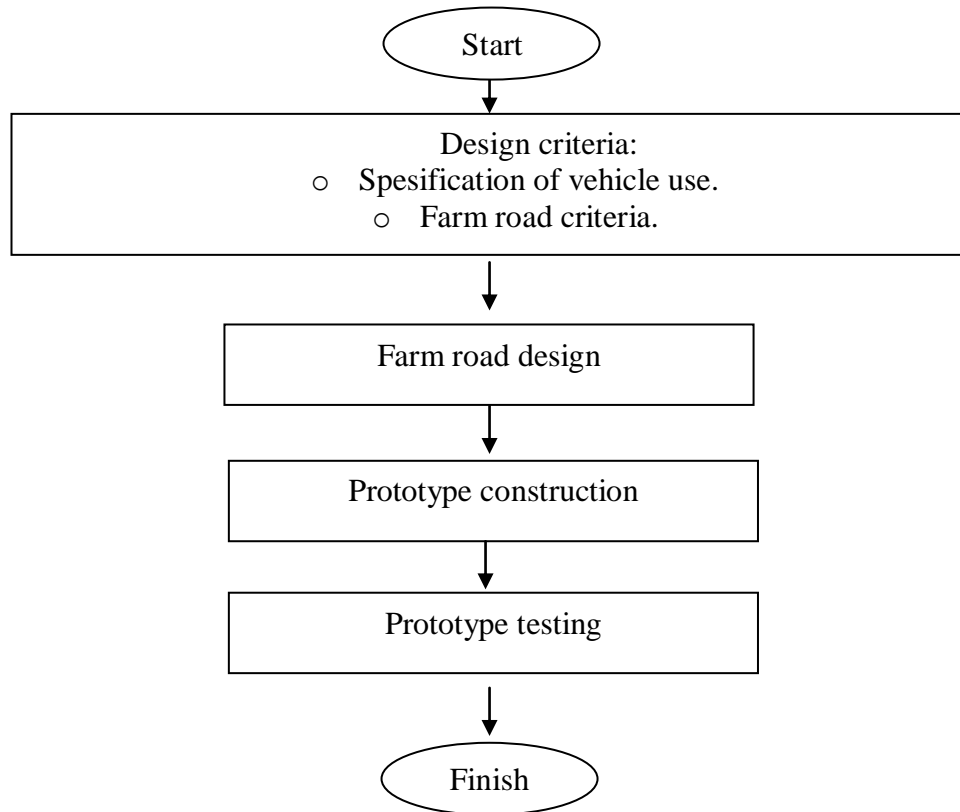 Start
Design criteria:
o Spesification of vehicle use.
o Farm road criteria.
Farm road design
Prototype construction
Prototype testing
Finish